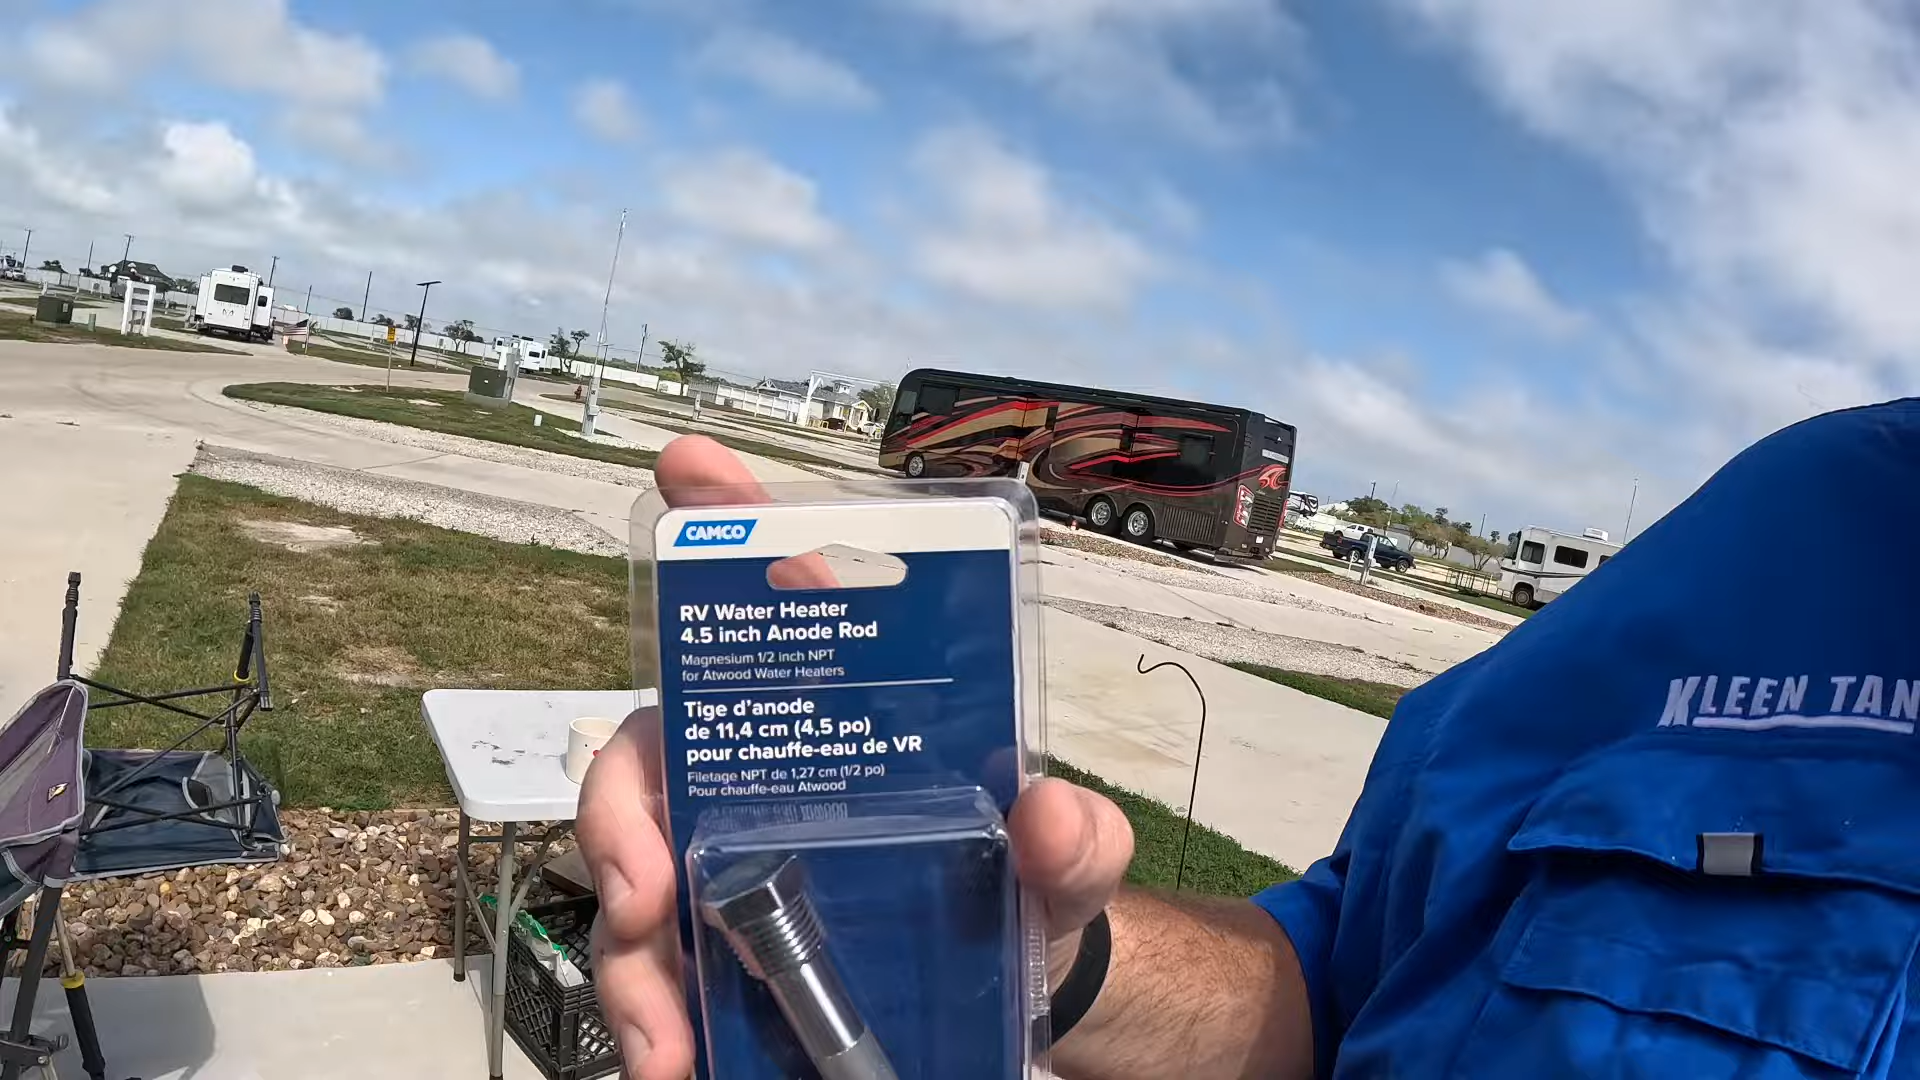 CAMCO
RV Water Heater
4.5 inch Anode Rod
Magnesium 1/2 inch NPT
for Atwood Water Heaters
Tige d'anode
de 11,4 cm (4,5 po)
pour chauffe-eau de VR
Filetage NPT de 1,27 cm (1/2 po)
Pour chauffe-eau Atwood
KLEEN TAN